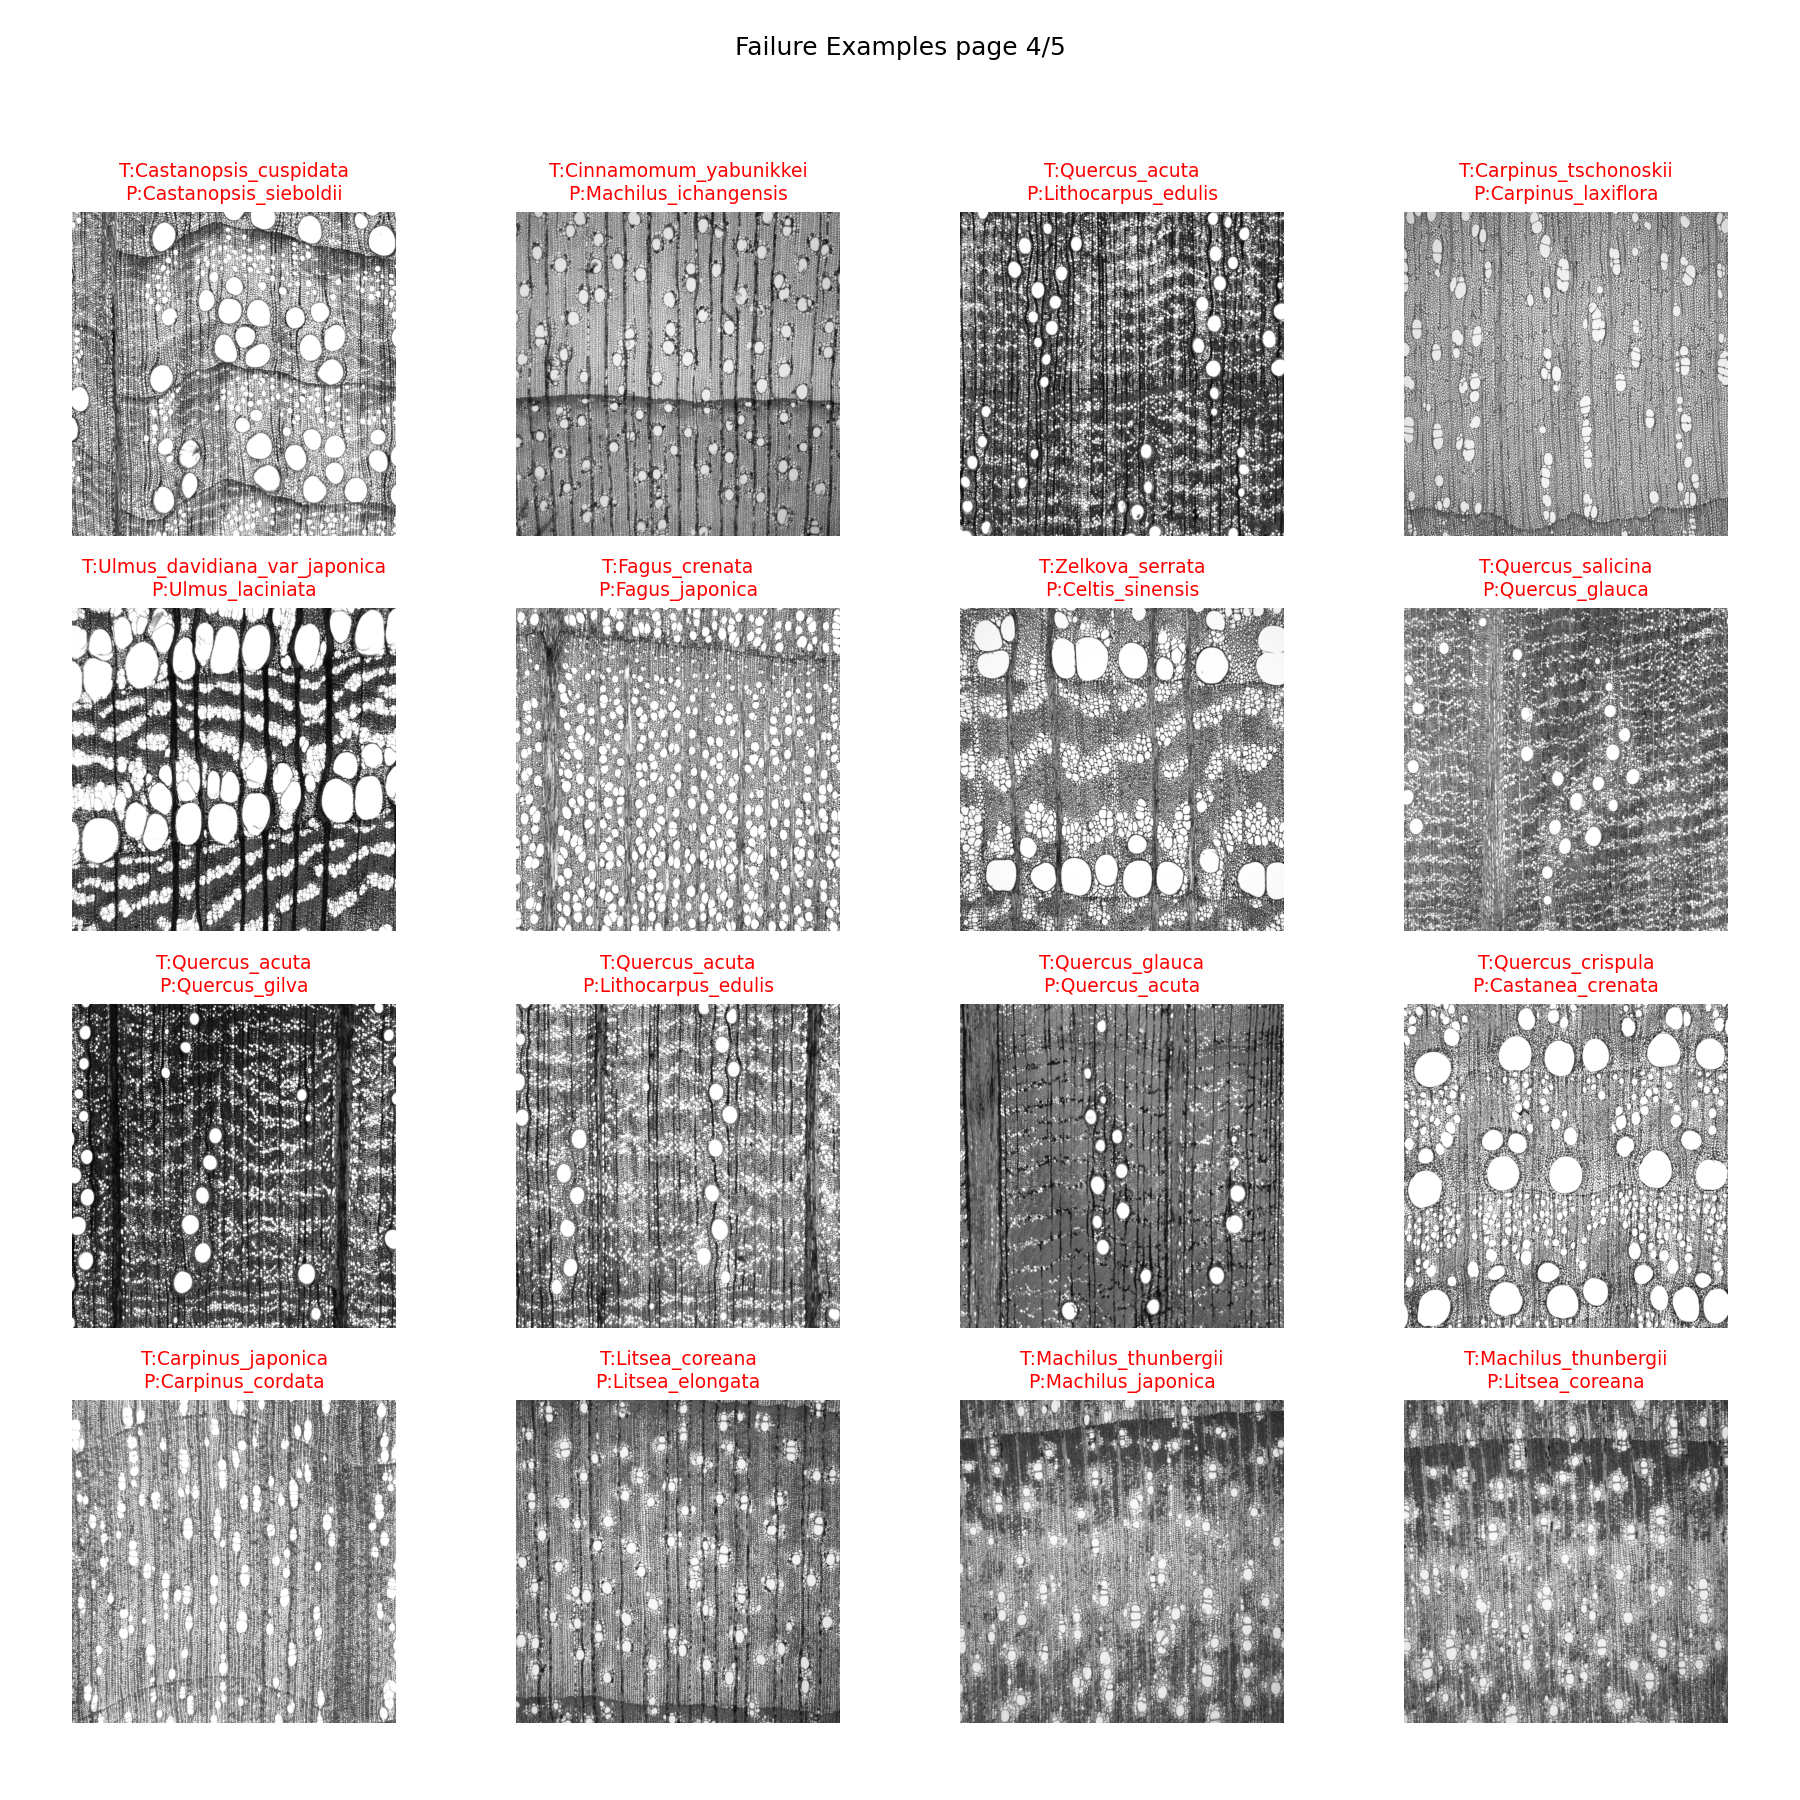 Failure Examples page 4/5
T:Castanopsis_cuspidata
P:Castanopsis_sieboldii
T:Cinnamomum_yabunikkei
P:Machilus_ichangensis
T:Quercus_acuta
P:Lithocarpus_edulis
T:Carpinus_tschonoskii
P:Carpinus_laxiflora
T:Ulmus_davidiana_var_japonica
P:Ulmus_laciniata
T:Fagus_crenata
P:Fagus_japonica
T:Zelkova_serrata
P:Celtis_sinensis
T:Quercus_salicina
P:Quercus_glauca
T:Quercus_acuta
P:Quercus_gilva
T:Quercus_acuta
P:Lithocarpus_edulis
T:Quercus_glauca
P:Quercus_acuta
T:Quercus_crispula
P:Castanea_crenata
T:Carpinus_japonica
P:Carpinus_cordata
T:Litsea_coreana
P:Litsea_elongata
T:Machilus_thunbergii
P:Machilus_japonica
T:Machilus_thunbergii
P:Litsea_coreana